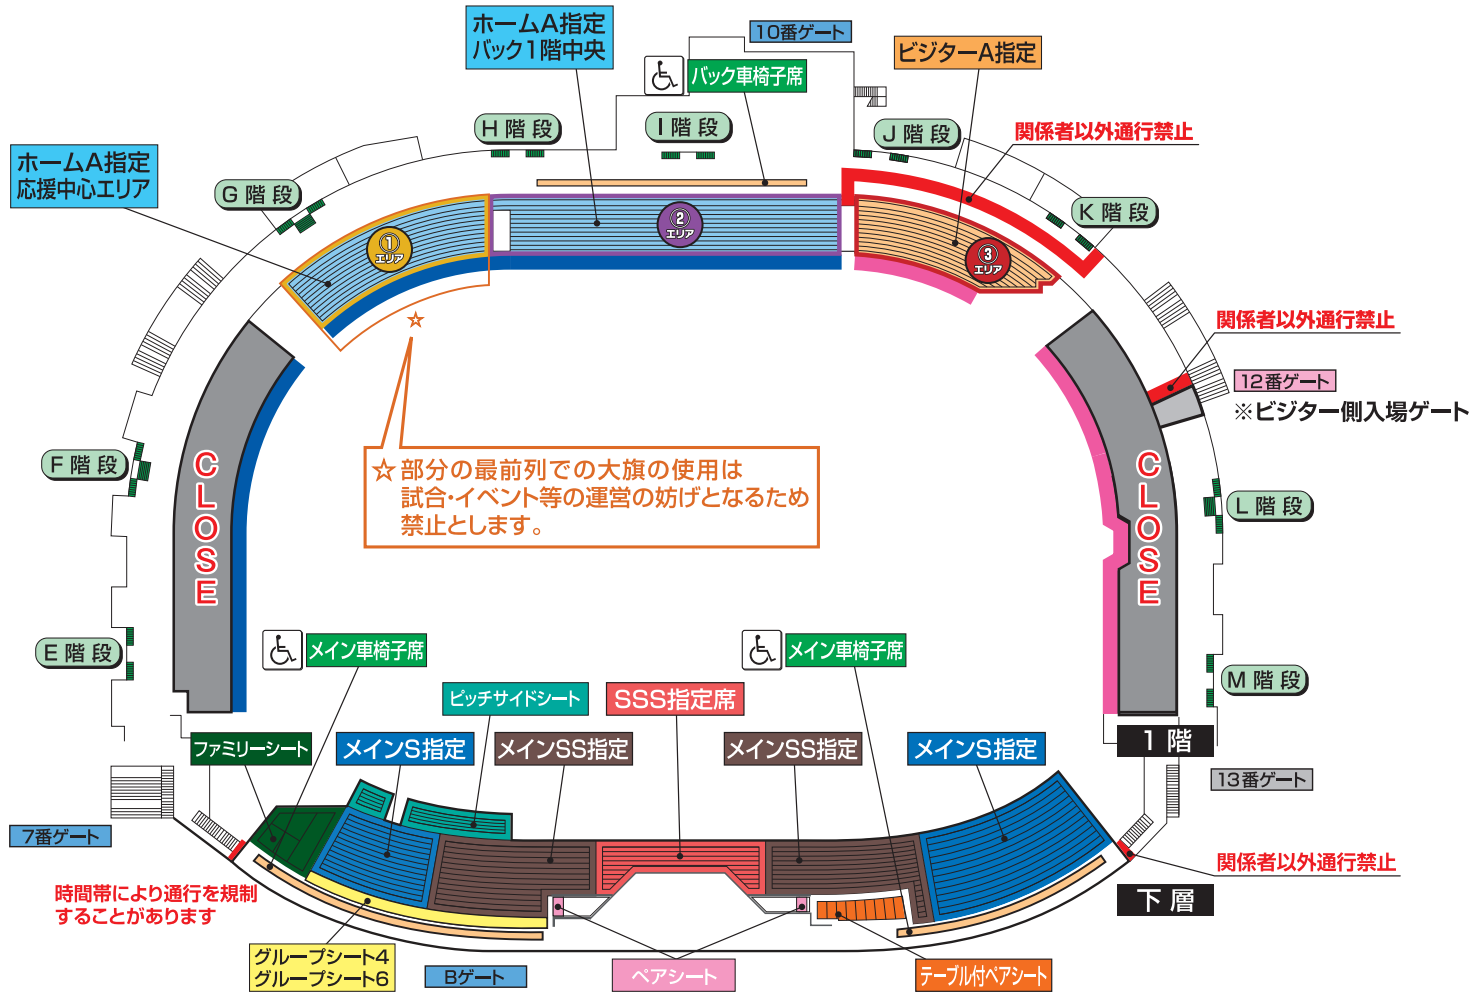 ホームA指定
バック1階中央
10番ゲート
ビジターA指定
バック車椅子席
H 階 段
I 階 段
J 階 段
関係者以外通行禁止
ホームA指定
応援中心エリア
G 階 段
K 階 段
①
エリア
②
エリア
③
エリア
☆
関係者以外通行禁止
12番ゲート
※ビジター側入場ゲート
F 階 段
CLOSE
☆部分の最前列での大旗の使用は
試合・イベント等の運営の妨げとなるため
禁止とします。
CLOSE
L 階 段
E 階 段
メイン車椅子席
メイン車椅子席
M 階 段
ピッチサイドシート
SSS指定席
ファミリーシート
メインS指定
メインSS指定
メインSS指定
メインS指定
1 階
13番ゲート
7番ゲート
時間帯により通行を規制
することがあります
関係者以外通行禁止
下 層
グループシート4
グループシート6
Bゲート
ペアシート
テーブル付ペアシート